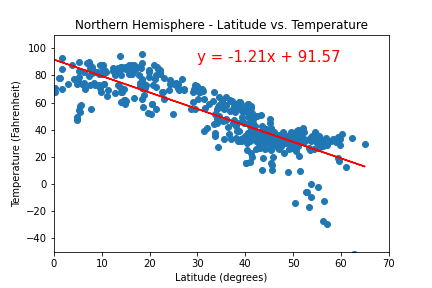 Northern Hemisphere - Latitude vs. Temperature
y = -1.21x + 91.57
Temperature (Fahrenheit)
100
80
60
40
20
0
−20
−40
0 10 20 30 40 50 60 70
Latitude (degrees)